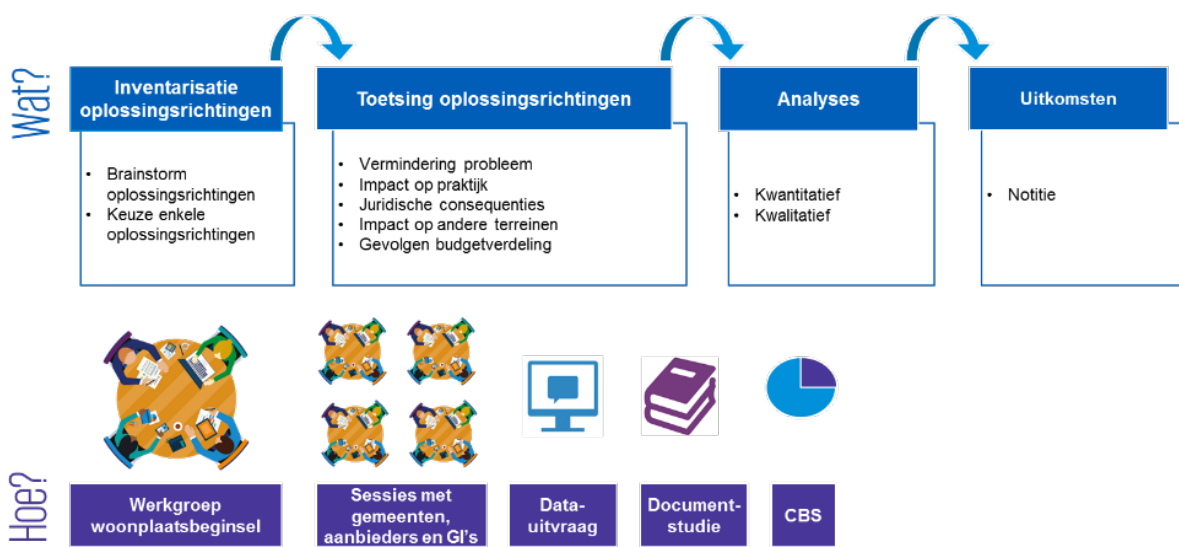 Wat?
Inventarisatie
oplossingsrichtingen
• Brainstorm
oplossingsrichtingen
• Keuze enkele
oplossingsrichtingen
Toetsing oplossingsrichtingen
• Vermindering probleem
• Impact op praktijk
• Juridische consequenties
• Impact op andere terreinen
• Gevolgen budgetverdeling
Analyses
• Kwantitatief
• Kwalitatief
Uitkomsten
• Notitie
Hoe?
Werkgroep
woonplaatsbeginsel
Sessies met
gemeenten,
aanbieders en GI's
Data-
uitvraag
Document-
studie
CBS